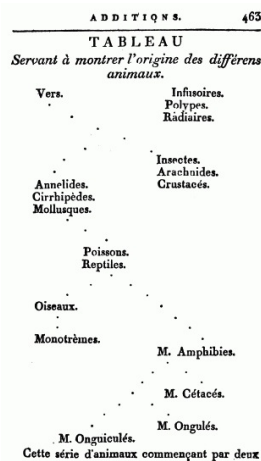 ADDITIONS. 463
TABLEAU
Servant à montrer l'origine des différens
animaux.
Vers. Infusoires.
Polypes.
Radiaires.
Insectes.
Arachnides.
Annelides. Crustacés.
Cirrhipèdes.
Mollusques.
Poissons.
Reptiles.
Oiseaux.
Monotrèmes.
M. Amphibies.
M. Cétacés.
M. Ongulés.
M. Onguiculés.
Cette série d'animaux commençant par deux